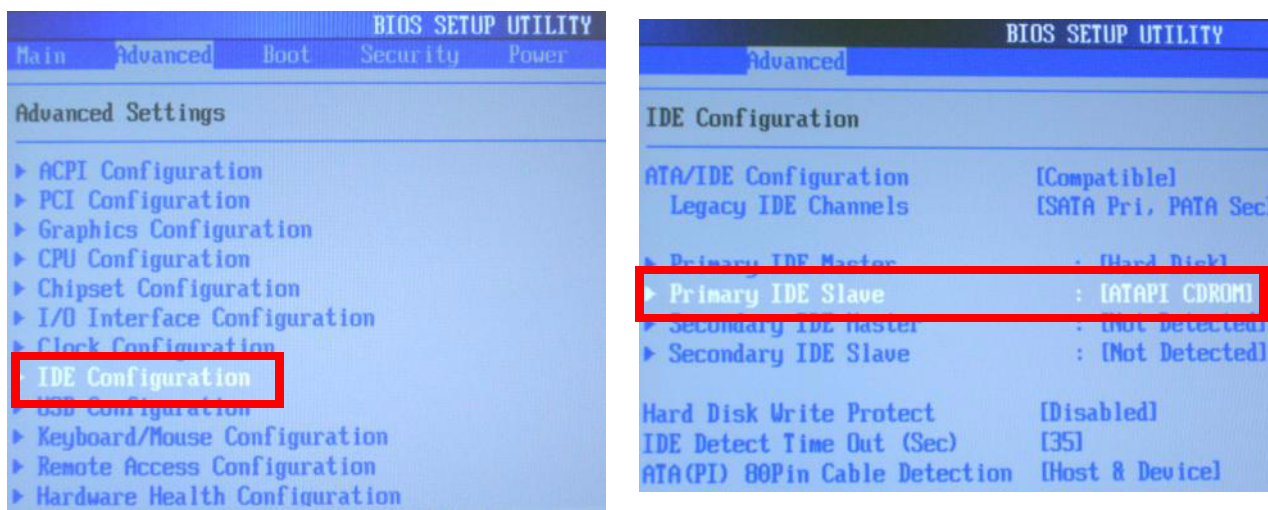 BIOS SETUP UTILITY
Main Advanced Boot Security Power
Advanced Settings
ACPI Configuration
PCI Configuration
Graphics Configuration
CPU Configuration
Chipset Configuration
I/O Interface Configuration
Clock Configuration
IDE Configuration
USB Configuration
Keyboard/Mouse Configuration
Remote Access Configuration
Hardware Health Configuration
BIOS SETUP UTILITY
Advanced
IDE Configuration
ATA/IDE Configuration [Compatible]
Legacy IDE Channels [SATA Pri, PATA Sec]
Primary IDE Master : [Hard Disk]
Primary IDE Slave : [ATAPI CDROM]
Secondary IDE Master : [Not Detected]
Secondary IDE Slave : [Not Detected]
Hard Disk Write Protect [Disabled]
IDE Detect Time Out (Sec) [35]
ATA(PI) 80Pin Cable Detection [Host & Device]